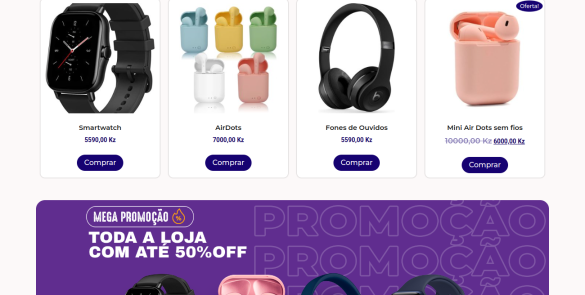 Oferta!
Smartwatch
5590,00 Kz
Comprar
AirDots
7000,00 Kz
Comprar
Fones de Ouvidos
5590,00 Kz
Comprar
Mini Air Dots sem fios
10000,00 Kz 6000,00 Kz
Comprar
MEGA PROMOÇÃO %
TODA A LOJA
COM ATÉ 50%OFF
PROMOÇÃO
PROMOÇÃO